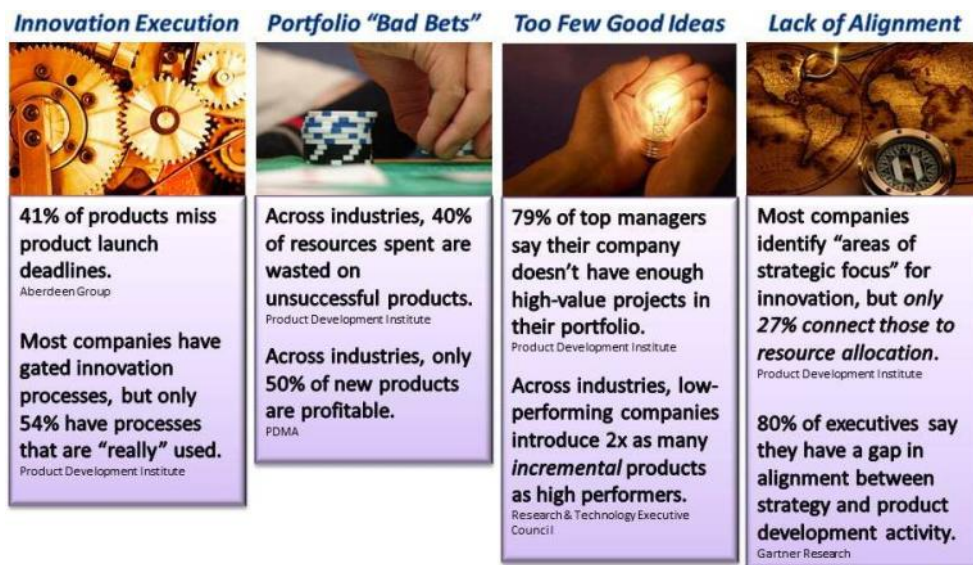 Innovation Execution
41% of products miss
product launch
deadlines.
Aberdeen Group
Most companies have
gated innovation
processes, but only
54% have processes
that are “really” used.
Product Development Institute
Portfolio “Bad Bets”
Across industries, 40%
of resources spent are
wasted on
unsuccessful products.
Product Development Institute
Across industries, only
50% of new products
are profitable.
PDMA
Too Few Good Ideas
79% of top managers
say their company
doesn’t have enough
high-value projects in
their portfolio.
Product Development Institute
Across industries, low-
performing companies
introduce 2x as many
incremental products
as high performers.
Research & Technology Executive
Council
Lack of Alignment
Most companies
identify “areas of
strategic focus” for
innovation, but only
27% connect those to
resource allocation.
Product Development Institute
80% of executives say
they have a gap in
alignment between
strategy and product
development activity.
Gartner Research